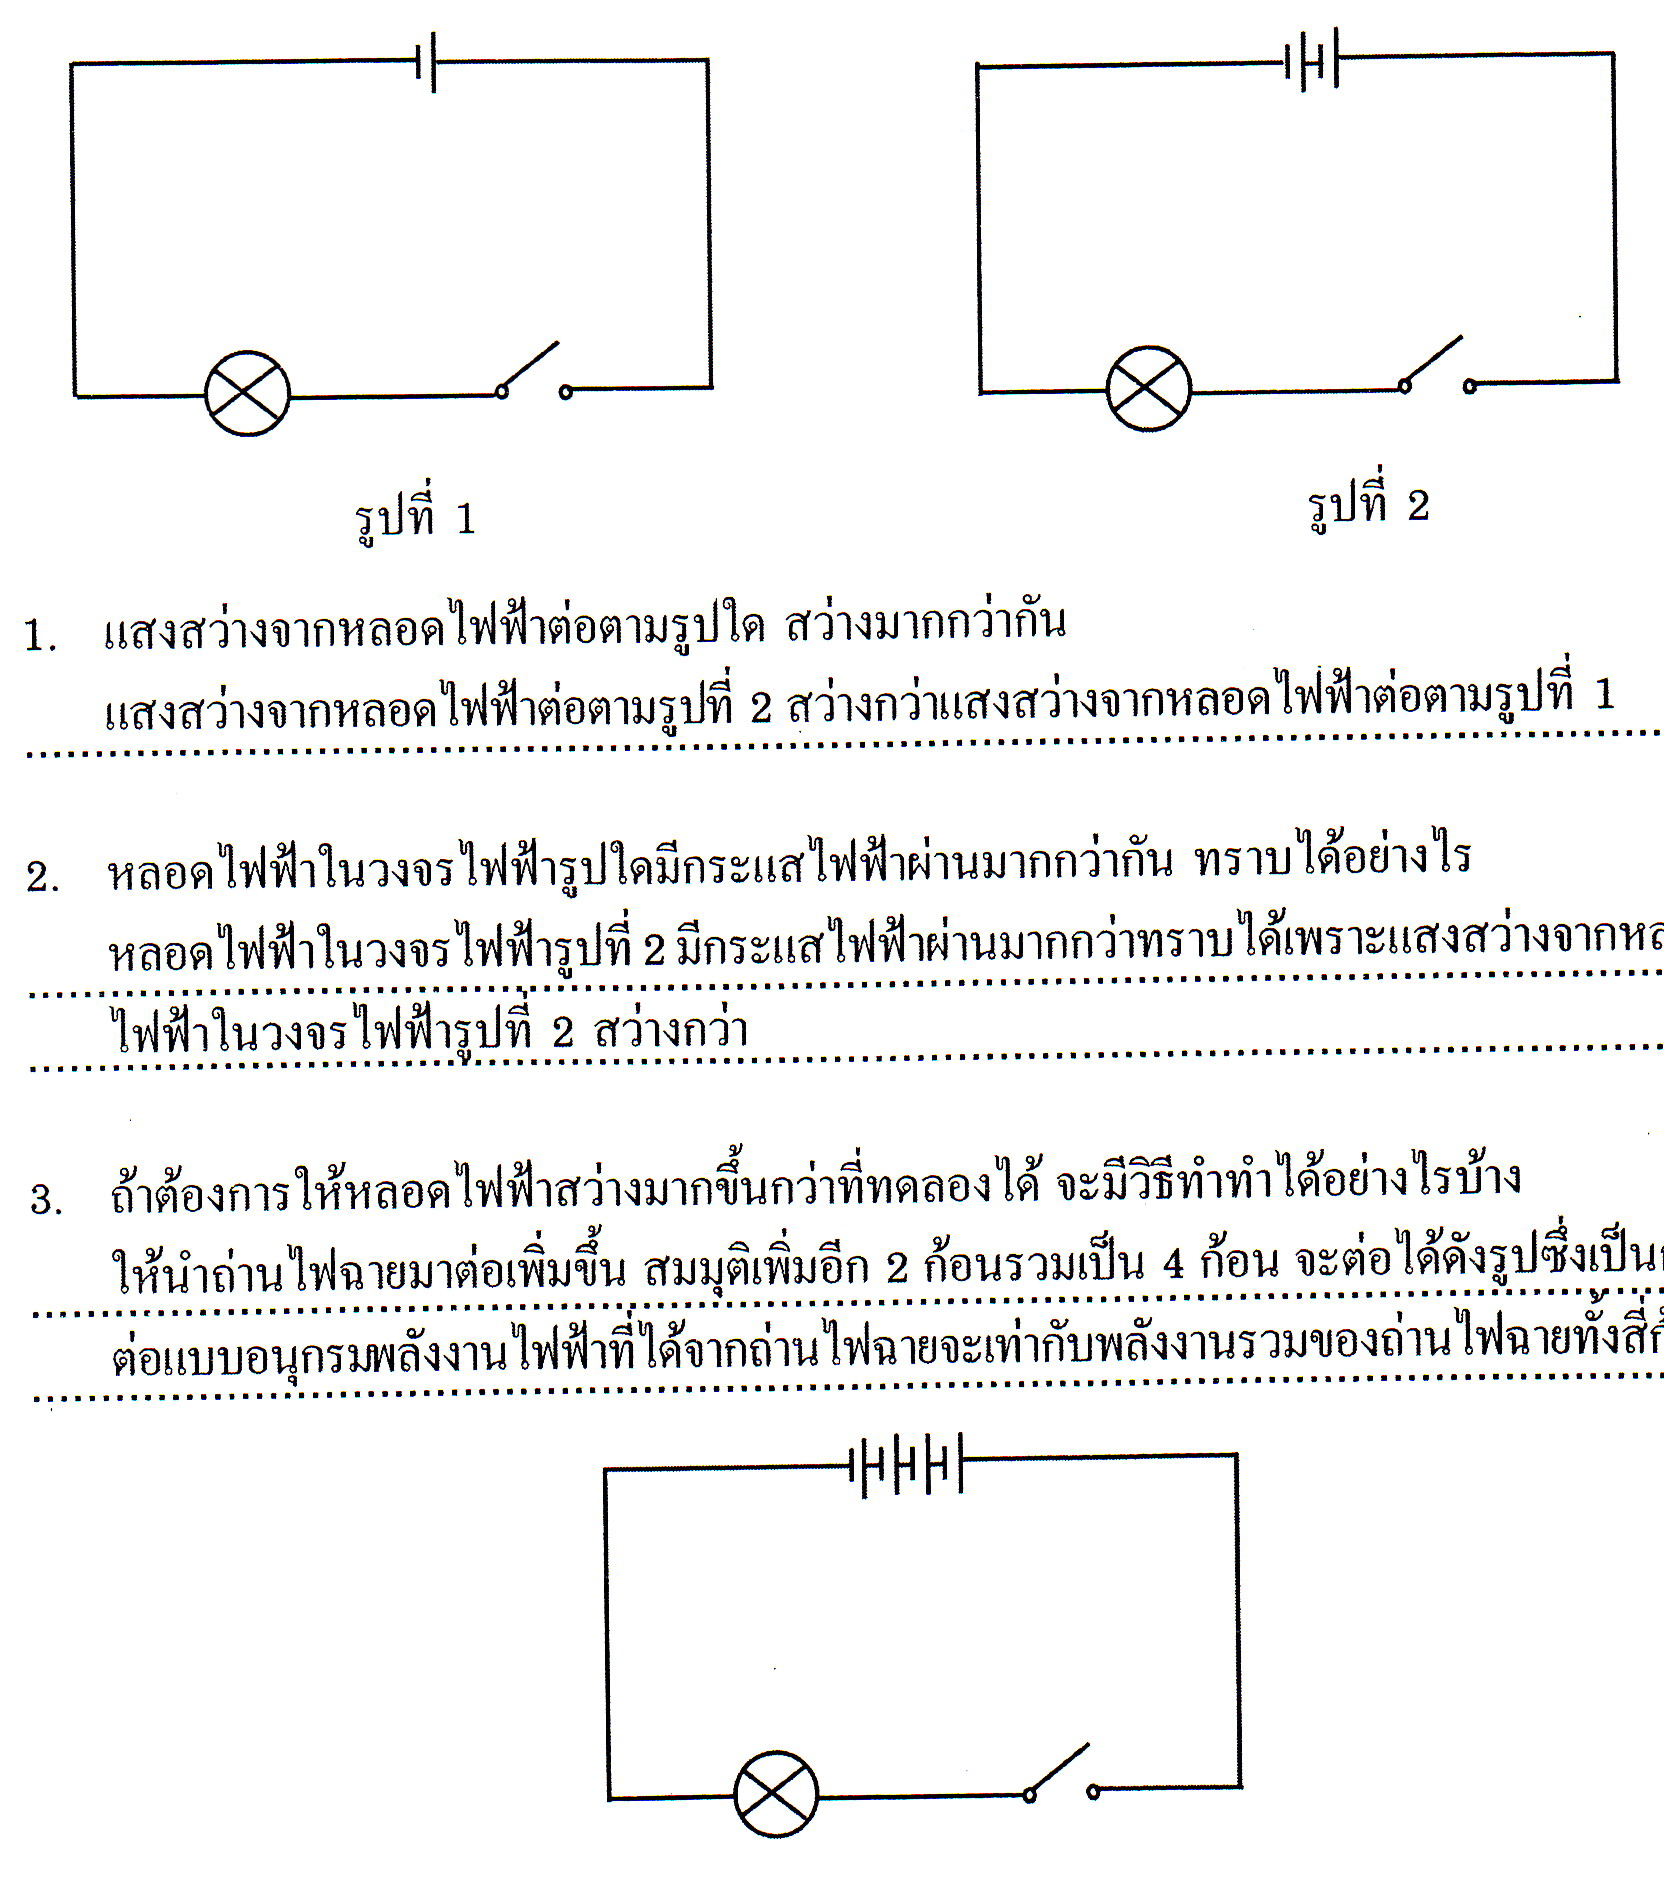 รูปที่ 1
รูปที่ 2
1. แสงสว่างจากหลอดไฟฟ้าต่อตามรูปใด สว่างมากกว่ากัน
แสงสว่างจากหลอดไฟฟ้าต่อตามรูปที่ 2 สว่างกว่าแสงสว่างจากหลอดไฟฟ้าต่อตามรูปที่ 1
2. หลอดไฟฟ้าในวงจรไฟฟ้ารูปใดมีกระแสไฟฟ้าผ่านมากกว่ากัน ทราบได้อย่างไร
หลอดไฟฟ้าในวงจรไฟฟ้ารูปที่ 2 มีกระแสไฟฟ้าผ่านมากกว่าทราบได้เพราะแสงสว่างจาก
ไฟฟ้าในวงจรไฟฟ้ารูปที่ 2 สว่างกว่า
3. ถ้าต้องการให้หลอดไฟฟ้าสว่างมากขึ้นกว่าที่ทดลองได้ จะมีวิธีทำทำได้อย่างไรบ้าง
ให้นำถ่านไฟฉายมาต่อเพิ่มขึ้น สมมุติเพิ่มอีก 2 ก้อนรวมเป็น 4 ก้อน จะต่อได้ดังรูปซึ่งเป็น
ต่อแบบอนุกรมพลังงานไฟฟ้าที่ได้จากถ่านไฟฉายจะเท่ากับพลังงานรวมของถ่านไฟฉายทั้งสี่